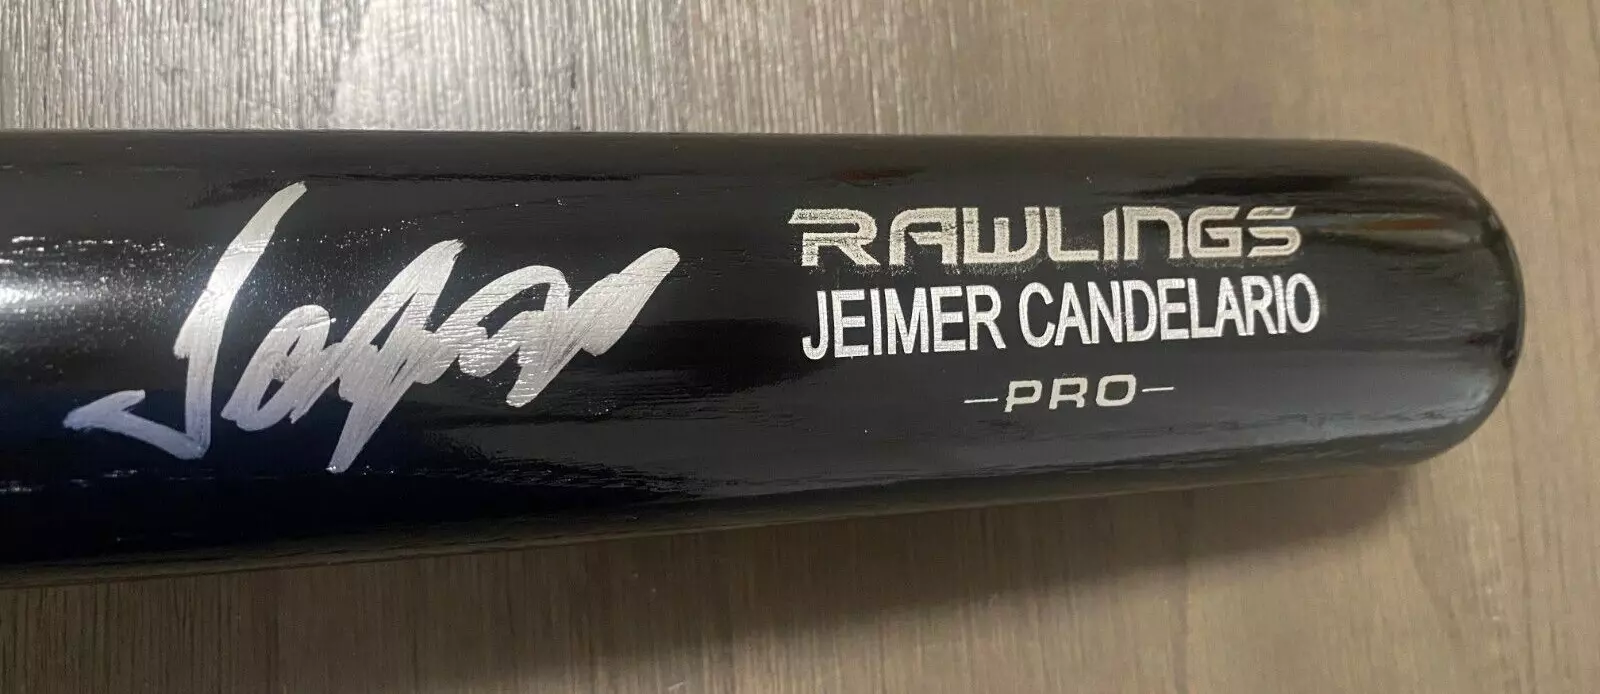 RAWLINGS
JEIMER CANDELARIO
-PRO-